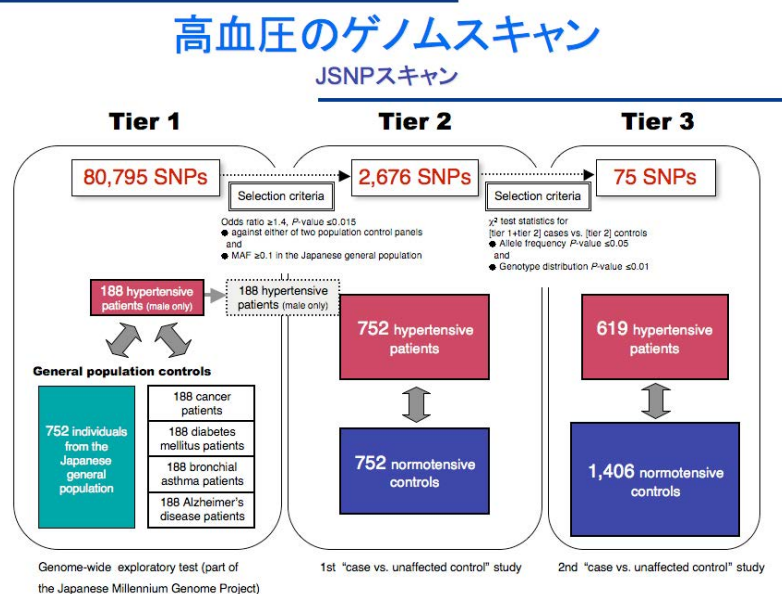 高血圧のゲノムスキャン
JSNPスキャン
Tier 1
Tier 2
Tier 3
80,795 SNPs
2,676 SNPs
75 SNPs
Selection criteria
Selection criteria
Odds ratio ≥1.4, P-value ≤0.015
● against either of two population control panels
and
● MAF ≥0.1 in the Japanese general population
χ² test statistics for
[tier 1+tier 2] cases vs. [tier 2] controls
● Allele frequency P-value ≤0.05
and
● Genotype distribution P-value ≤0.01
188 hypertensive
patients (male only)
188 hypertensive
patients (male only)
General population controls
752 individuals
from the
Japanese
general
population
188 cancer
patients
188 diabetes
mellitus patients
188 bronchial
asthma patients
188 Alzheimer's
disease patients
752 hypertensive
patients
752 normotensive
controls
619 hypertensive
patients
1,406 normotensive
controls
Genome-wide exploratory test (part of
the Japanese Millennium Genome Project)
1st "case vs. unaffected control" study
2nd "case vs. unaffected control" study